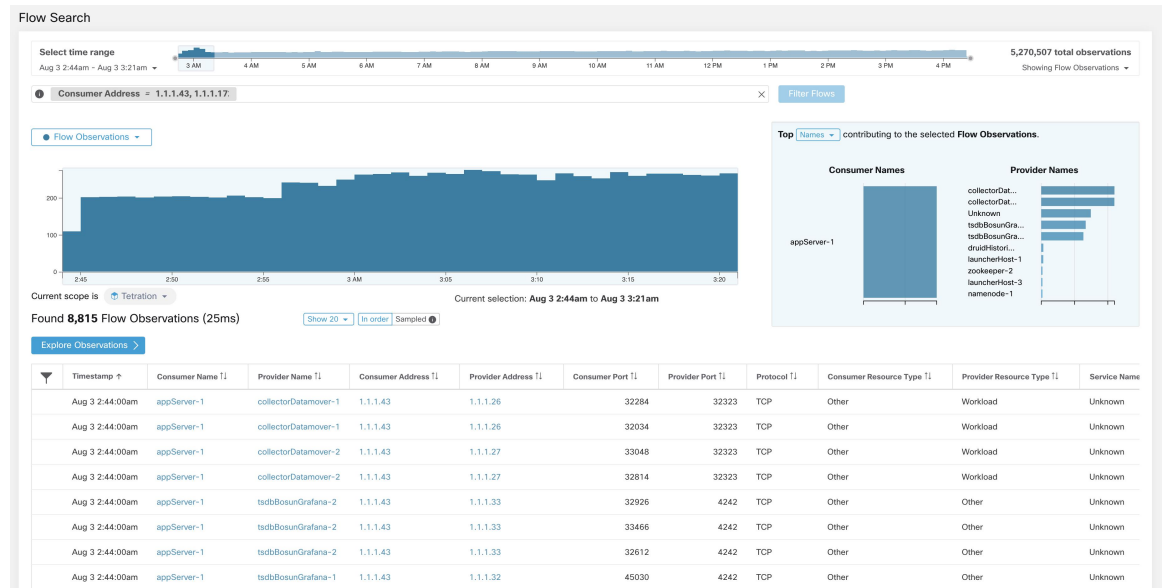 Flow Search
Select time range
Aug 3 2:44am - Aug 3 3:21am
3 AM 4 AM 5 AM 6 AM 7 AM 8 AM 9 AM 10 AM 11 AM 12 PM 1 PM 2 PM 3 PM 4 PM
5,270,507 total observations
Showing Flow Observations
Consumer Address = 1.1.1.43, 1.1.1.17:
Filter Flows
Flow Observations
200
100
0
2:45 2:50 2:55 3 AM 3:05 3:10 3:15 3:20
Top Names contributing to the selected Flow Observations.
Consumer Names
appServer-1
Provider Names
collectorDat...
collectorDat...
Unknown
tsdbBosunGra...
tsdbBosunGra...
druidHistori...
launcherHost-1
zookeeper-2
launcherHost-3
namenode-1
Current scope is Tetration
Current selection: Aug 3 2:44am to Aug 3 3:21am
Found 8,815 Flow Observations (25ms)
Show 20 In order Sampled
Explore Observations
Timestamp Consumer Name Provider Name Consumer Address Provider Address Consumer Port Provider Port Protocol Consumer Resource Type Provider Resource Type Service Name
Aug 3 2:44:00am appServer-1 collectorDatamover-1 1.1.1.43 1.1.1.26 32284 32323 TCP Other Workload Unknown
Aug 3 2:44:00am appServer-1 collectorDatamover-1 1.1.1.43 1.1.1.26 32034 32323 TCP Other Workload Unknown
Aug 3 2:44:00am appServer-1 collectorDatamover-2 1.1.1.43 1.1.1.27 33048 32323 TCP Other Workload Unknown
Aug 3 2:44:00am appServer-1 collectorDatamover-2 1.1.1.43 1.1.1.27 32814 32323 TCP Other Workload Unknown
Aug 3 2:44:00am appServer-1 tsdbBosunGrafana-2 1.1.1.43 1.1.1.33 32926 4242 TCP Other Other Unknown
Aug 3 2:44:00am appServer-1 tsdbBosunGrafana-2 1.1.1.43 1.1.1.33 33466 4242 TCP Other Other Unknown
Aug 3 2:44:00am appServer-1 tsdbBosunGrafana-2 1.1.1.43 1.1.1.33 32612 4242 TCP Other Other Unknown
Aug 3 2:44:00am appServer-1 tsdbBosunGrafana-1 1.1.1.43 1.1.1.32 45030 4242 TCP Other Other Unknown